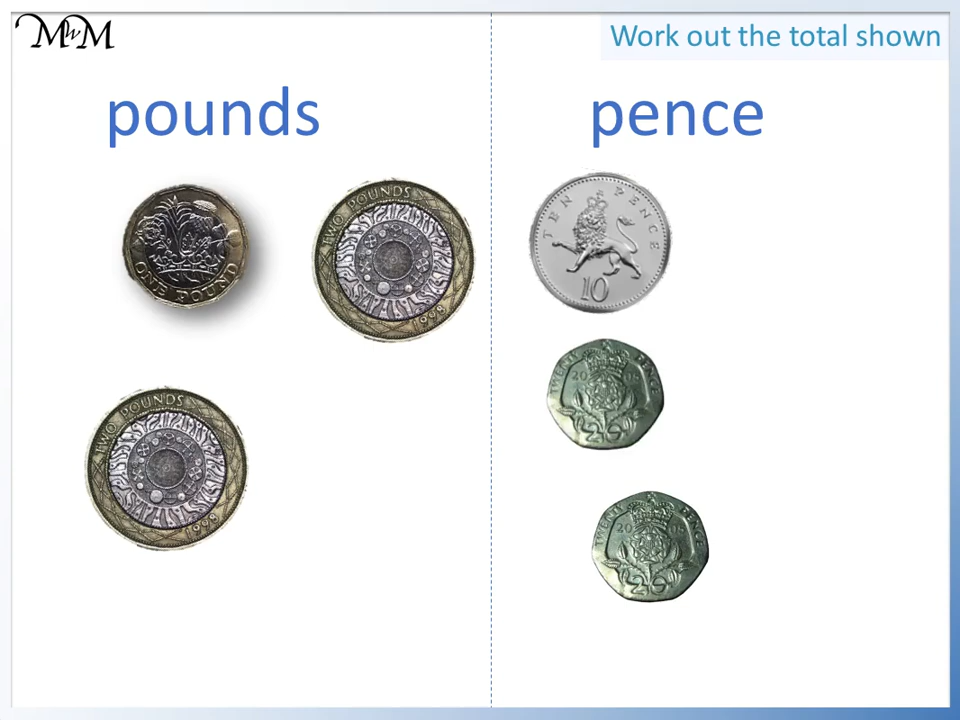 MWM
Work out the total shown
pounds
pence
ONE POUND
TWO POUNDS
1998
TEN PENCE
10
TWENTY PENCE
20
TWO POUNDS
1998
TWENTY PENCE
20